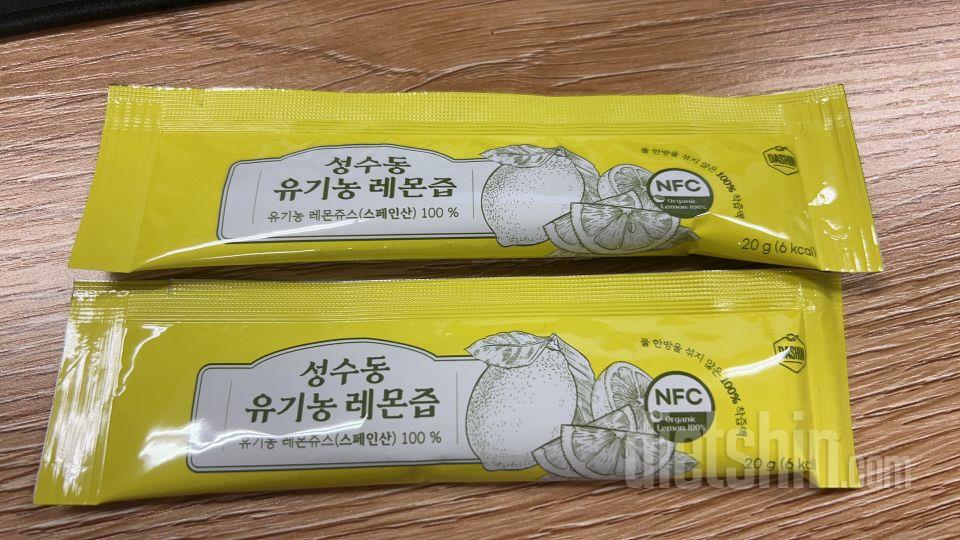 성수동
유기농 레몬즙
유기농 레몬쥬스(스페인산) 100 %
물 한방울 섞지 않은 100% 착즙액
NFC
Organic
Lemon 100%
DASHIN
20 g (6 kcal)
성수동
유기농 레몬즙
유기농 레몬쥬스(스페인산) 100 %
물 한방울 섞지 않은 100% 착즙액
NFC
Organic
Lemon 100%
DASHIN
20 g (6 kcal)
dietshin.com